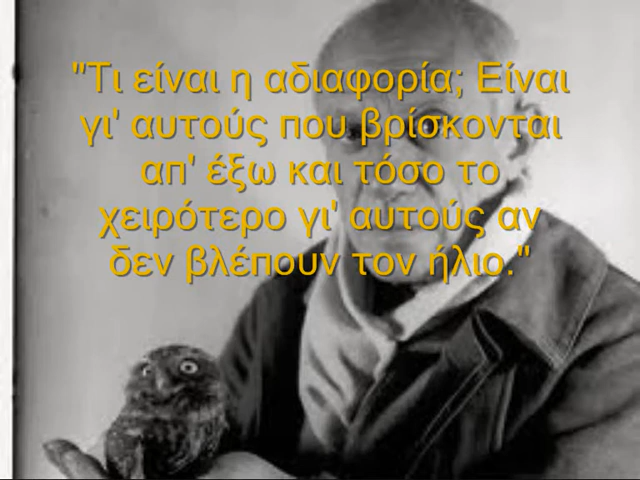 "Τι είναι η αδιαφορία; Είναι
γι' αυτούς που βρίσκονται
απ' έξω και τόσο το
χειρότερο γι' αυτούς αν
δεν βλέπουν τον ήλιο."